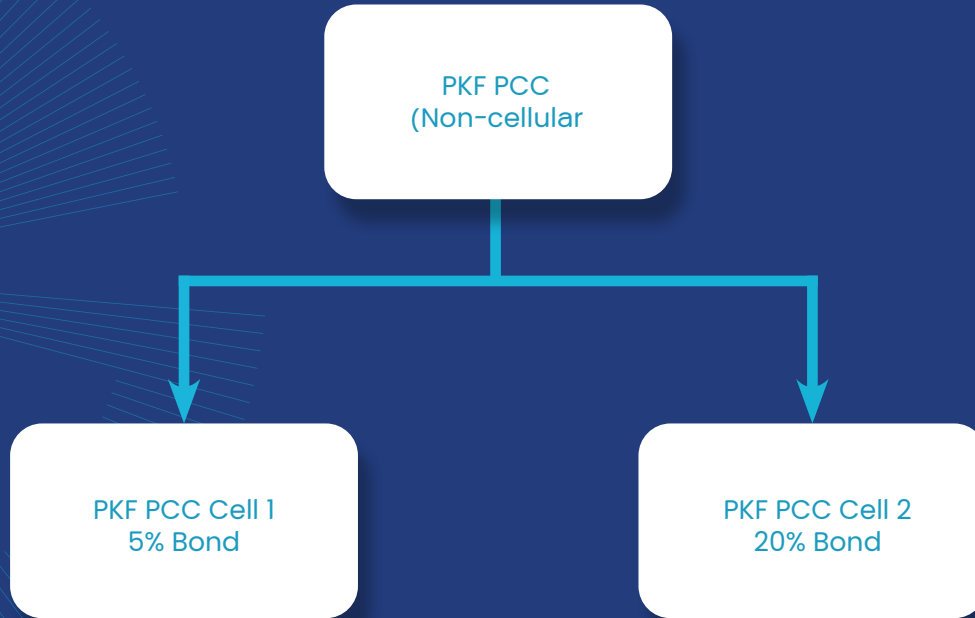 PKF PCC
(Non-cellular
PKF PCC Cell 1
5% Bond
PKF PCC Cell 2
20% Bond